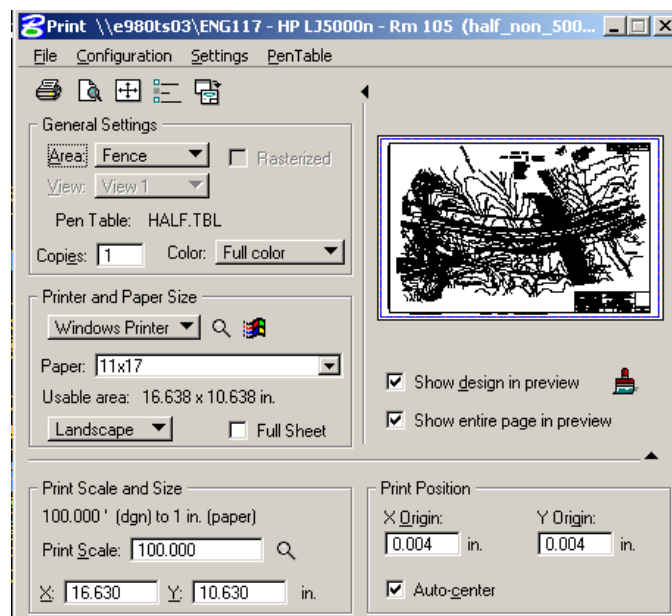 Print \\e980ts03\ENG117 - HP LJ5000n - Rm 105 (half_non_500...
File Configuration Settings PenTable
General Settings
Area: Fence Rasterized
View: View 1
Pen Table: HALF.TBL
Copies: 1 Color: Full color
Printer and Paper Size
Windows Printer
Paper: 11x17
Usable area: 16.638 x 10.638 in.
Landscape Full Sheet
Show design in preview
Show entire page in preview
Print Scale and Size
100.000 ' (dgn) to 1 in. (paper)
Print Scale: 100.000
X: 16.630 Y: 10.630 in.
Print Position
X Origin: Y Origin:
0.004 in. 0.004 in.
Auto-center